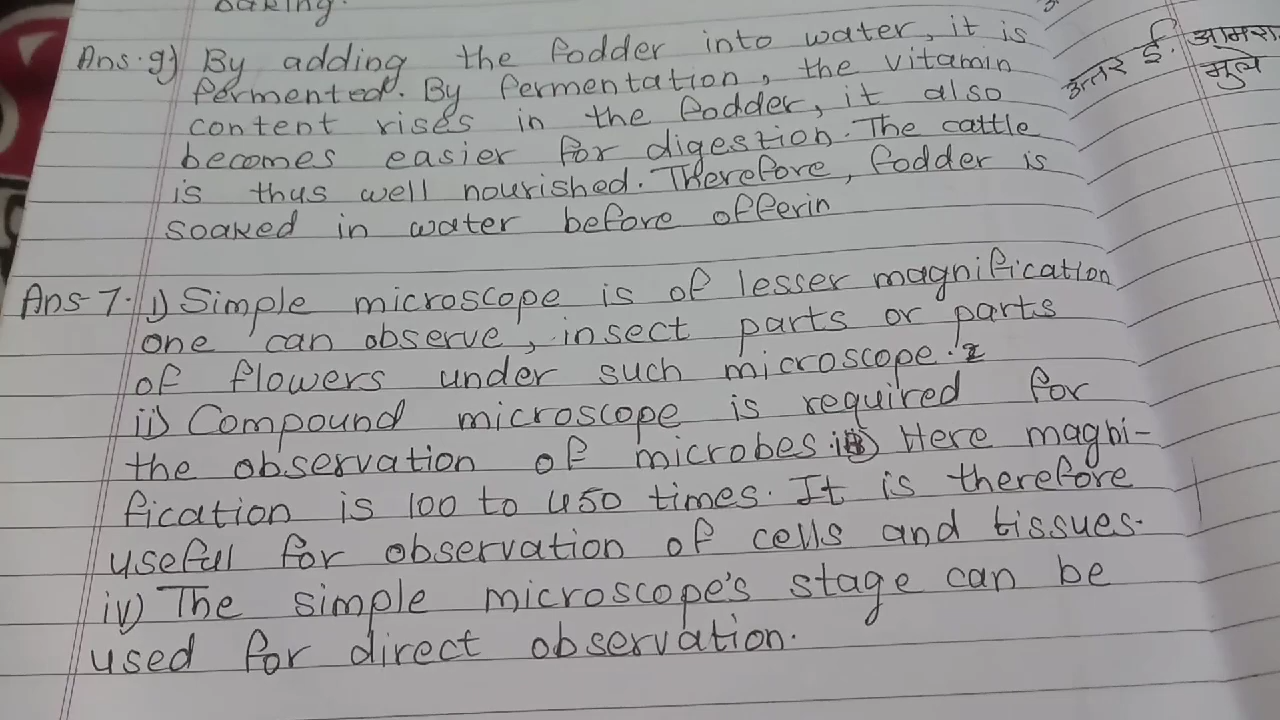 baking.
Ans.g) By adding the fodder into water, it is
fermented. By fermentation, the vitamin
content rises in the fodder, it also
becomes easier for digestion. The cattle
is thus well nourished. Therefore, fodder is
soaked in water before offerin
Ans-7. i) Simple microscope is of lesser magnification
one can observe, insect parts or parts
of flowers under such microscope.
ii) Compound microscope is required for
the observation of microbes. Here magni-
fication is 100 to 450 times. It is therefore
useful for observation of cells and tissues.
iv) The simple microscope's stage can be
used for direct observation.
उत्तर ई.